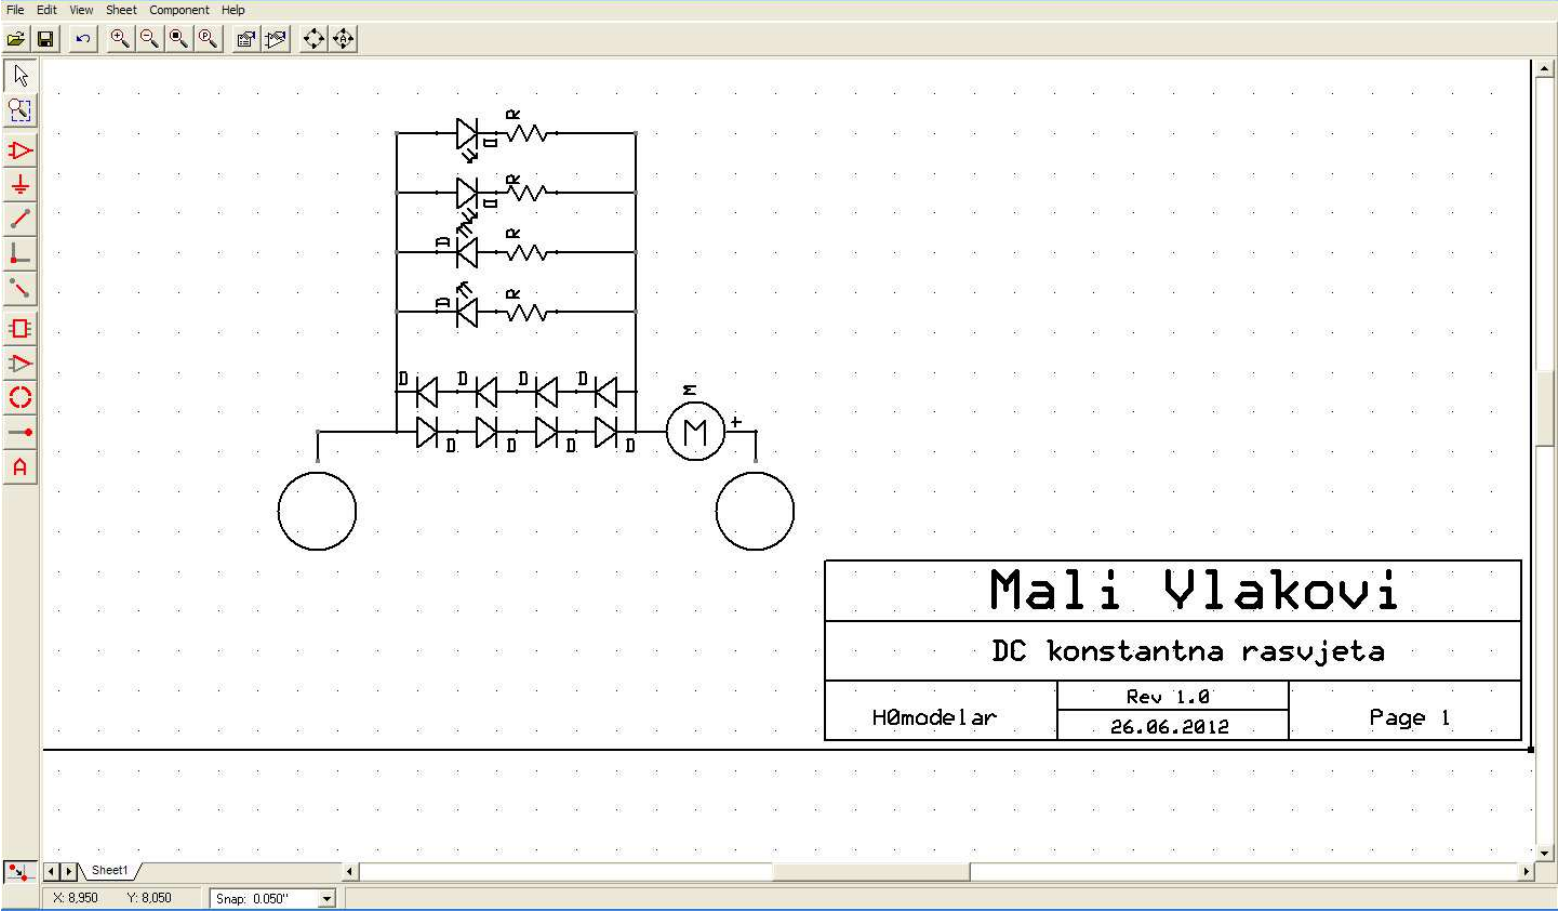 File Edit View Sheet Component Help
R
D
R
D
D
R
D
R
D D D D
M
M +
D D D D
Mali Vlakovi
DC konstantna rasvjeta
H0modelar
Rev 1.0
26.06.2012
Page 1
Sheet1
X: 8,950 Y: 8,050 Snap: 0.050"